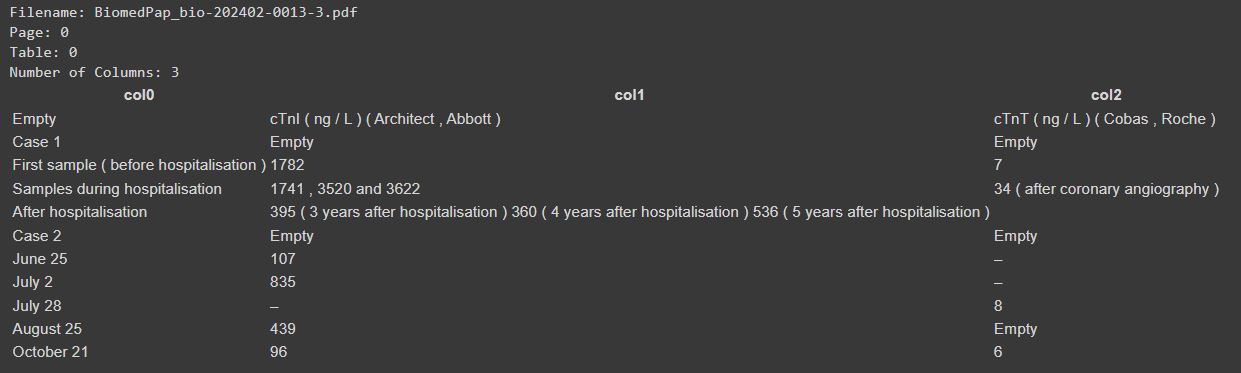 Filename: BiomedPap_bio-202402-0013-3.pdf
Page: 0
Table: 0
Number of Columns: 3
col0 col1 col2
Empty cTnI ( ng / L ) ( Architect , Abbott ) cTnT ( ng / L ) ( Cobas , Roche )
Case 1 Empty Empty
First sample ( before hospitalisation ) 1782 7
Samples during hospitalisation 1741 , 3520 and 3622 34 ( after coronary angiography )
After hospitalisation 395 ( 3 years after hospitalisation ) 360 ( 4 years after hospitalisation ) 536 ( 5 years after hospitalisation )
Case 2 Empty Empty
June 25 107 –
July 2 835 –
July 28 – 8
August 25 439 Empty
October 21 96 6